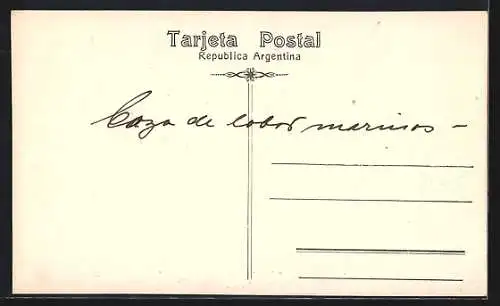 Tarjeta Postal
Republica Argentina
Caza de lobos marinos -